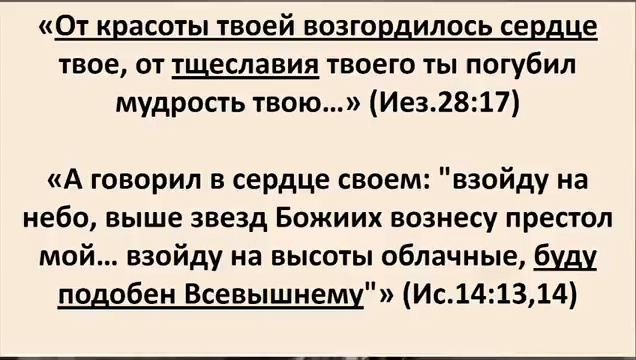 «От красоты твоей возгордилось сердце
твое, от тщеславия твоего ты погубил
мудрость твою…» (Иез.28:17)
«А говорил в сердце своем: "взойду на
небо, выше звезд Божиих вознесу престол
мой… взойду на высоты облачные, буду
подобен Всевышнему"» (Ис.14:13,14)